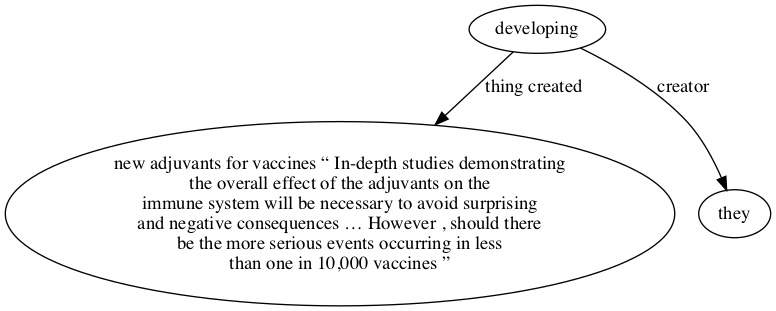 developing
thing created
creator
new adjuvants for vaccines “ In-depth studies demonstrating
the overall effect of the adjuvants on the
immune system will be necessary to avoid surprising
and negative consequences … However , should there
be the more serious events occurring in less
than one in 10,000 vaccines ”
they